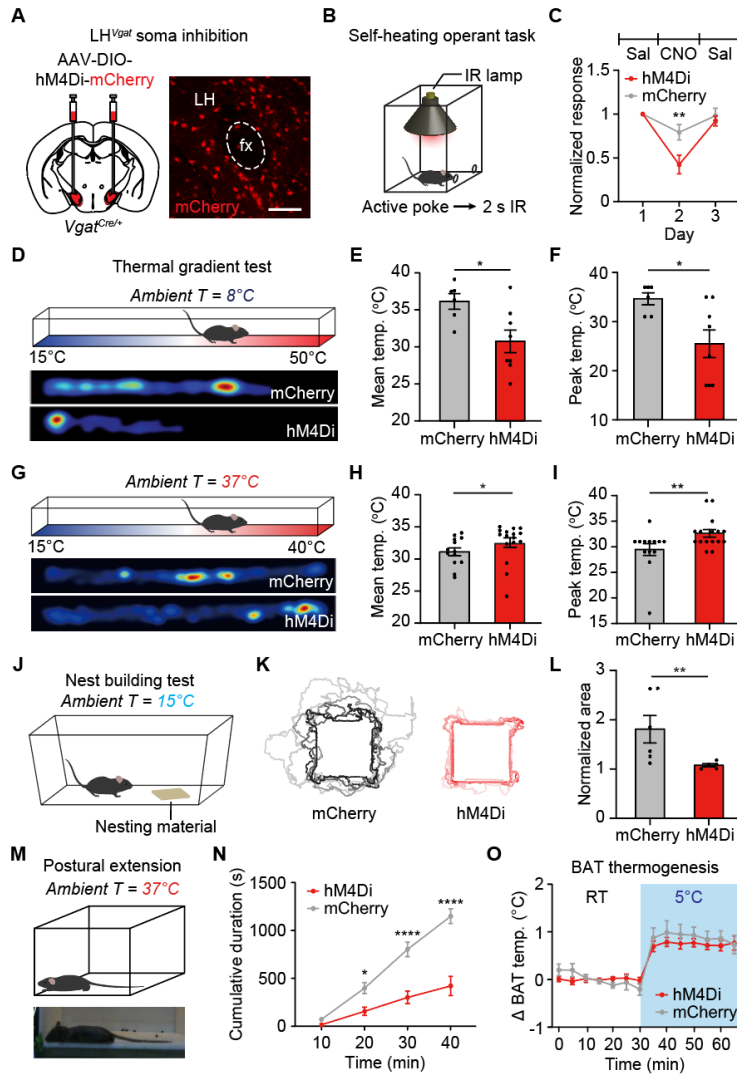 A
LH^Vgat soma inhibition
AAV-DIO-
hM4Di-mCherry
Vgat^Cre/+
LH
fx
mCherry
B
Self-heating operant task
IR lamp
Active poke → 2 s IR
C
Sal CNO Sal
Normalized response
1.5
1
0.5
0
hM4Di
mCherry
**
1 2 3
Day
D
Thermal gradient test
Ambient T = 8°C
15°C
50°C
mCherry
hM4Di
E
Mean temp. (°C)
40
35
30
25
20
*
mCherry hM4Di
F
Peak temp. (°C)
40
30
20
10
*
mCherry hM4Di
G
Ambient T = 37°C
15°C
40°C
mCherry
hM4Di
H
Mean temp. (°C)
40
35
30
25
20
*
mCherry hM4Di
I
Peak temp. (°C)
40
35
30
25
20
15
**
mCherry hM4Di
J
Nest building test
Ambient T = 15°C
Nesting material
K
mCherry
hM4Di
L
Normalized area
3
2
1
0
**
mCherry hM4Di
M
Postural extension
Ambient T = 37°C
N
Cumulative duration (s)
1500
1000
500
0
hM4Di
mCherry
*
****
****
10 20 30 40
Time (min)
O
BAT thermogenesis
RT
5°C
Δ BAT temp. (°C)
2
1
0
-1
hM4Di
mCherry
0 10 20 30 40 50 60
Time (min)